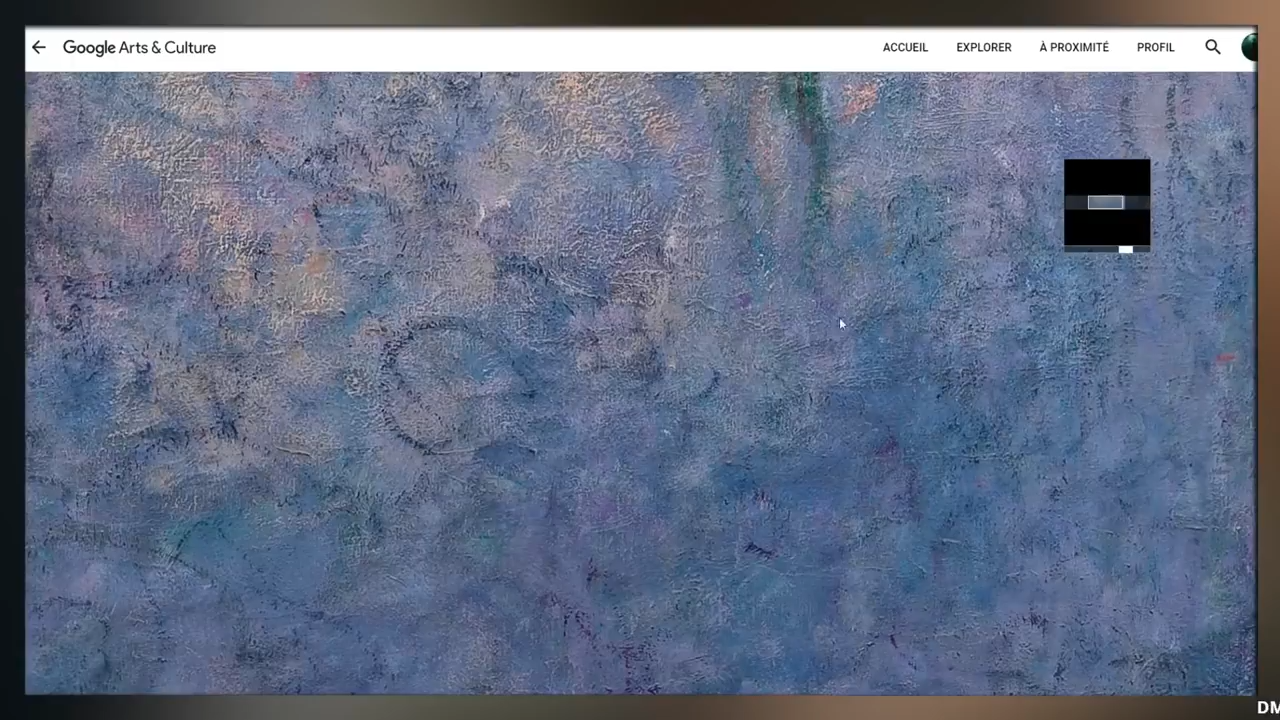 Google Arts & Culture
ACCUEIL
EXPLORER
À PROXIMITÉ
PROFIL
DM